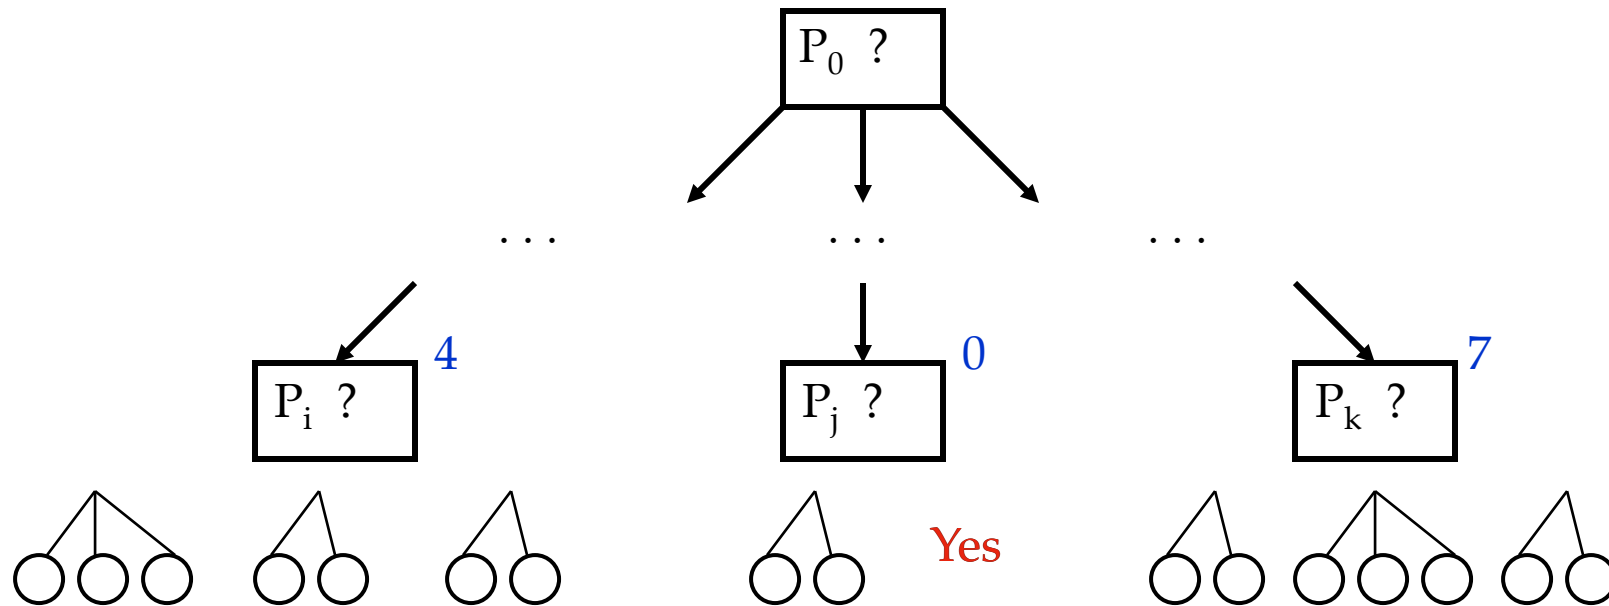 P₀ ?
. . . . . . . . .
4 0 7
Pᵢ ? Pⱼ ? Pₖ ?
Yes